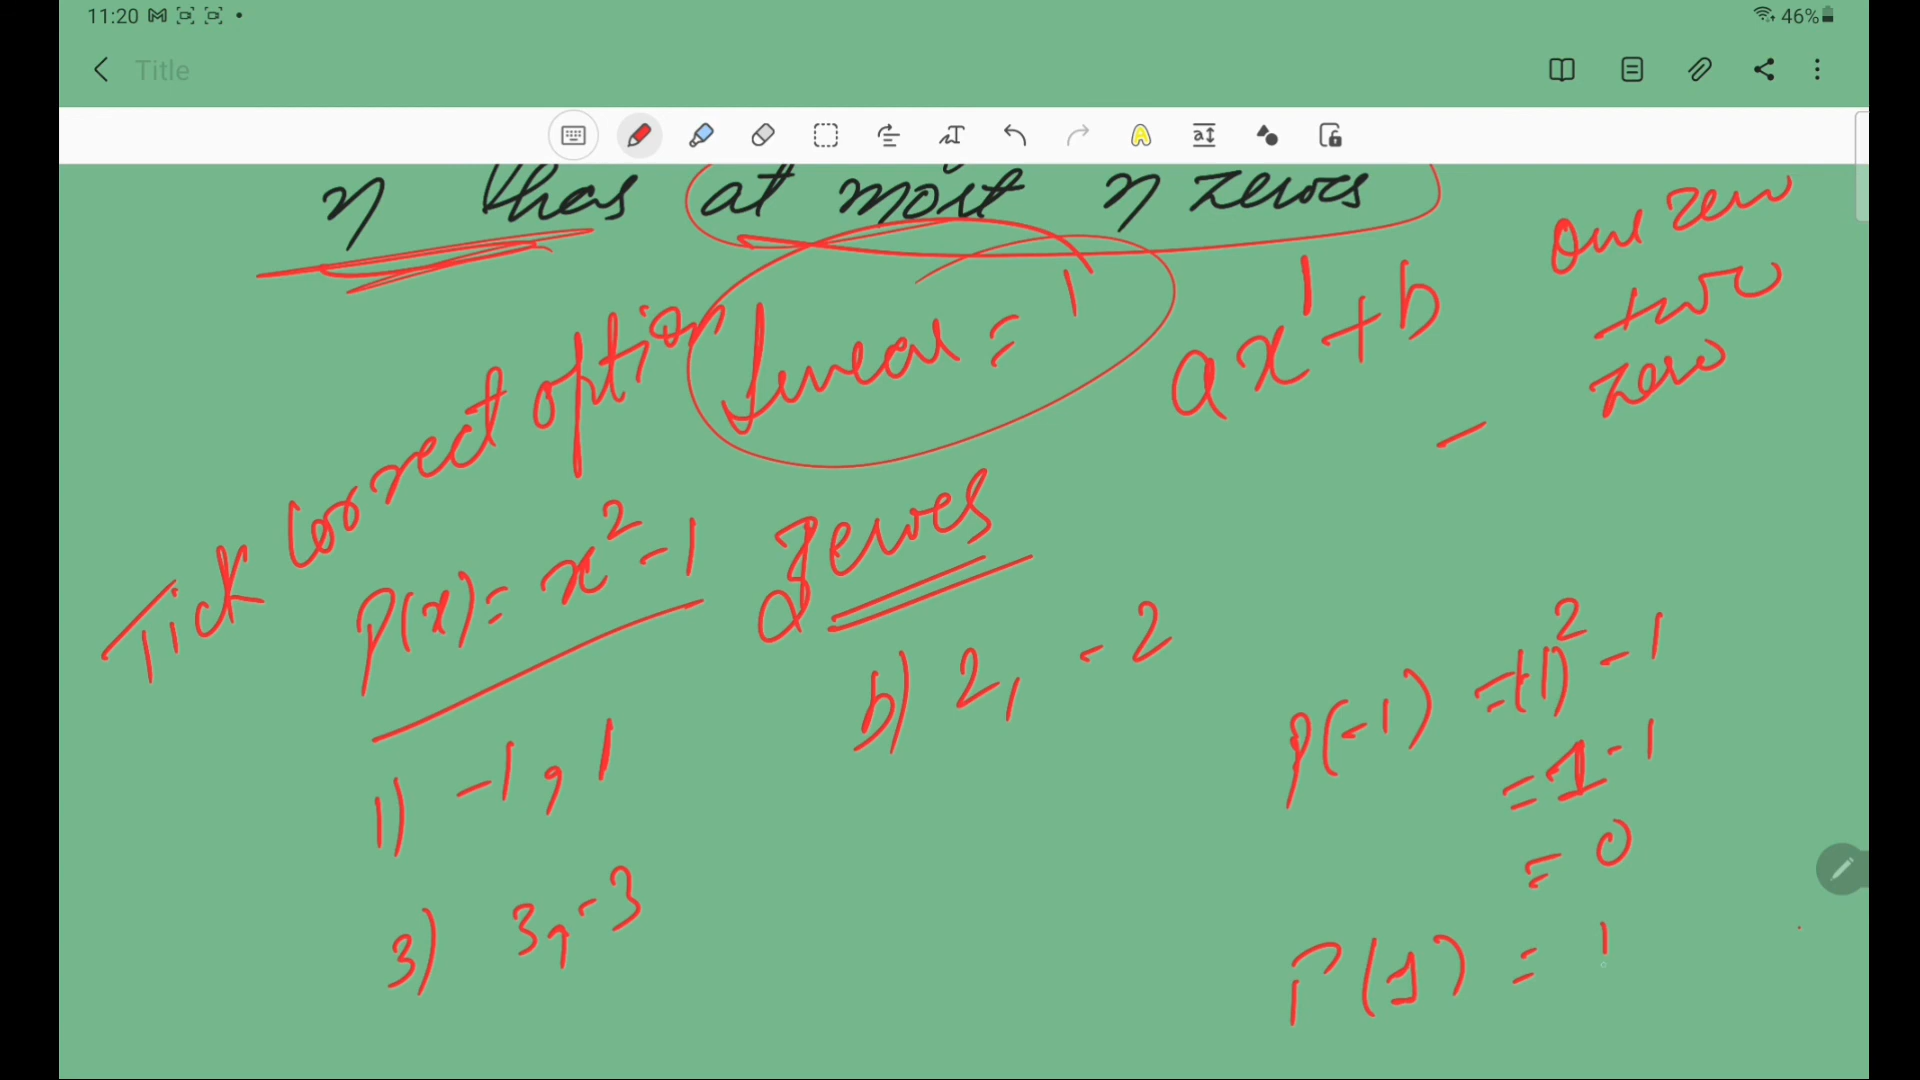 11:20
46%
Title
n has at most n zeroes
One zero
two
zero
linear = 1
ax¹+b
Tick correct option
P(x) = x² - 1
zeroes
1) -1, 1
b) 2, -2
3) 3, -3
P(-1) = (-1)² - 1
= 1 - 1
= 0
P(1) = 1